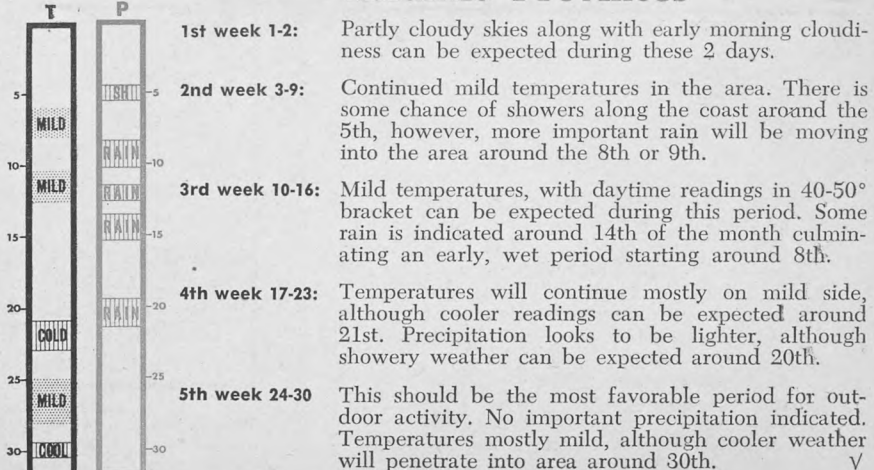 T
P
5-
10-
15-
20-
25-
30-
MILD
MILD
COLD
MILD
COOL
SH
RAIN
RAIN
RAIN
RAIN
-5
-10
-15
-20
-25
-30
1st week 1-2: Partly cloudy skies along with early morning cloudi-
ness can be expected during these 2 days.
2nd week 3-9: Continued mild temperatures in the area. There is
some chance of showers along the coast around the
5th, however, more important rain will be moving
into the area around the 8th or 9th.
3rd week 10-16: Mild temperatures, with daytime readings in 40-50°
bracket can be expected during this period. Some
rain is indicated around 14th of the month culmin-
ating an early, wet period starting around 8th.
4th week 17-23: Temperatures will continue mostly on mild side,
although cooler readings can be expected around
21st. Precipitation looks to be lighter, although
showery weather can be expected around 20th.
5th week 24-30 This should be the most favorable period for out-
door activity. No important precipitation indicated.
Temperatures mostly mild, although cooler weather
will penetrate into area around 30th. √